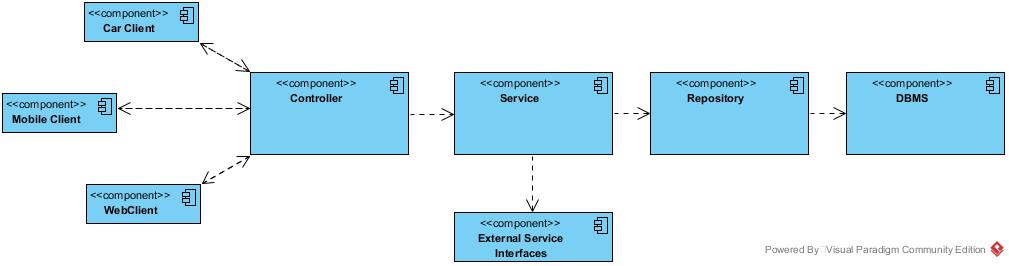 <<component>>
Car Client
<<component>>
Mobile Client
<<component>>
WebClient
<<component>>
Controller
<<component>>
Service
<<component>>
Repository
<<component>>
DBMS
<<component>>
External Service
Interfaces
Powered By Visual Paradigm Community Edition